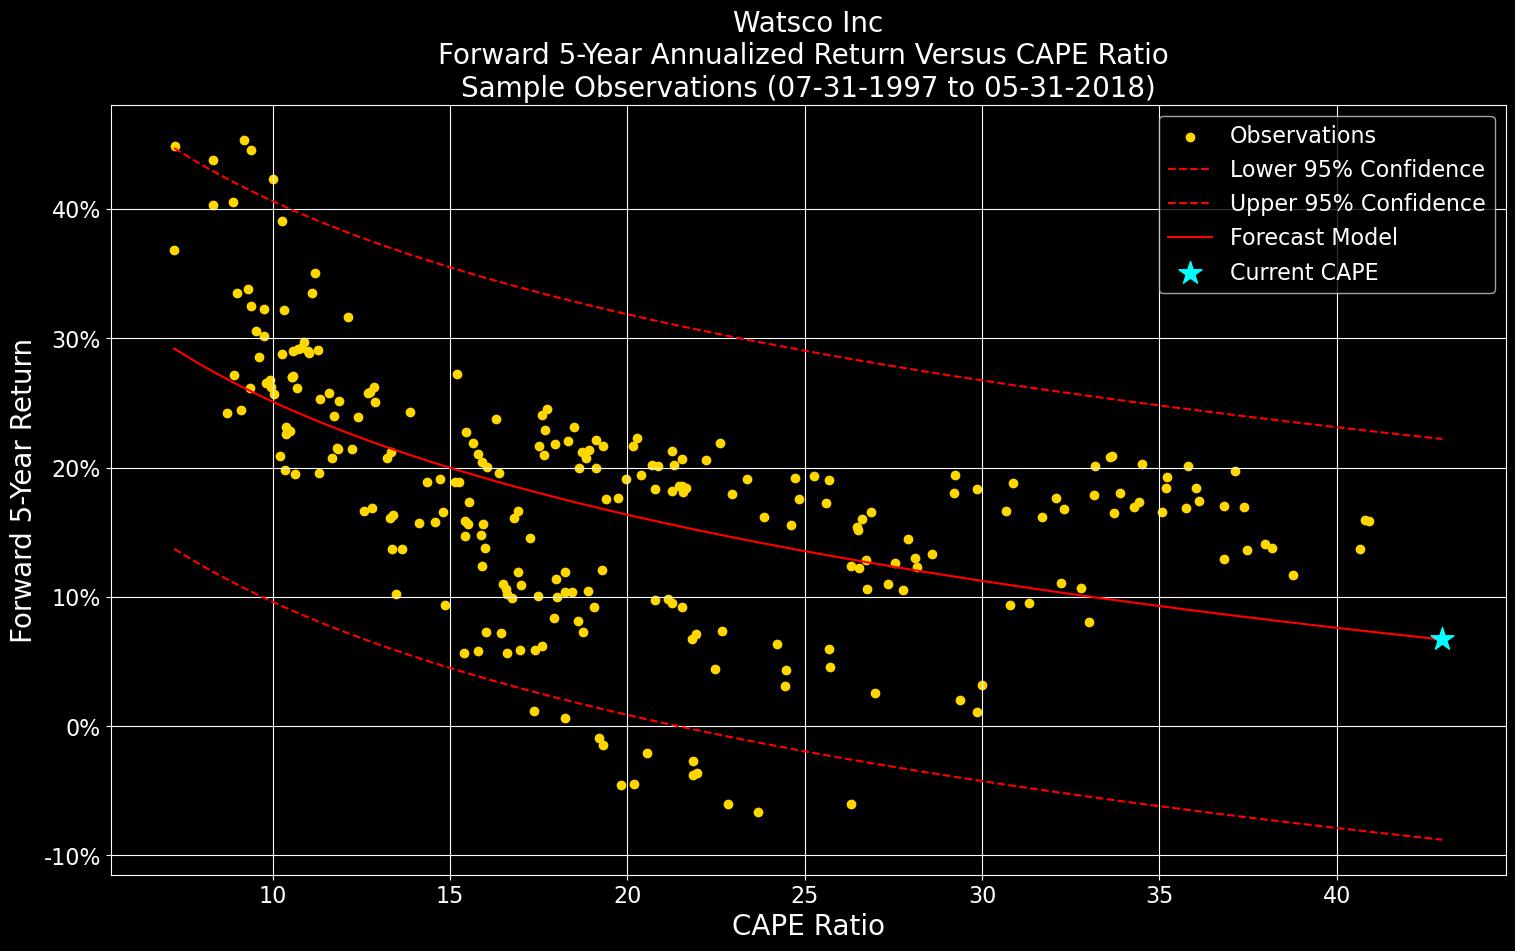 Watsco Inc
Forward 5-Year Annualized Return Versus CAPE Ratio
Sample Observations (07-31-1997 to 05-31-2018)
Observations
Lower 95% Confidence
Upper 95% Confidence
Forecast Model
Current CAPE
Forward 5-Year Return
40%
30%
20%
10%
0%
-10%
10 15 20 25 30 35 40
CAPE Ratio